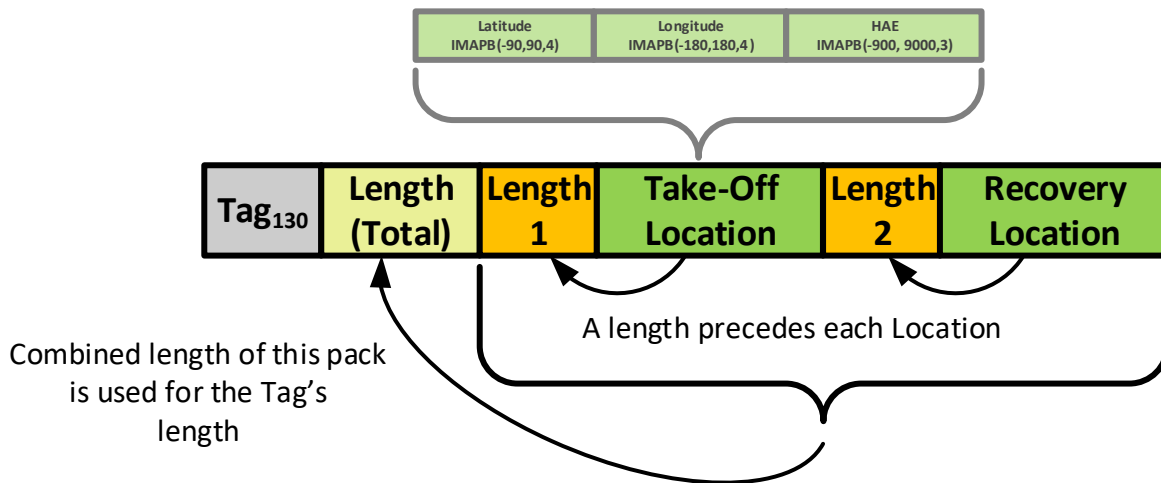 Latitude
IMAPB(-90,90,4)
Longitude
IMAPB(-180,180,4)
HAE
IMAPB(-900, 9000,3)
Tag130
Length
(Total)
Length
1
Take-Off
Location
Length
2
Recovery
Location
A length precedes each Location
Combined length of this pack
is used for the Tag's
length